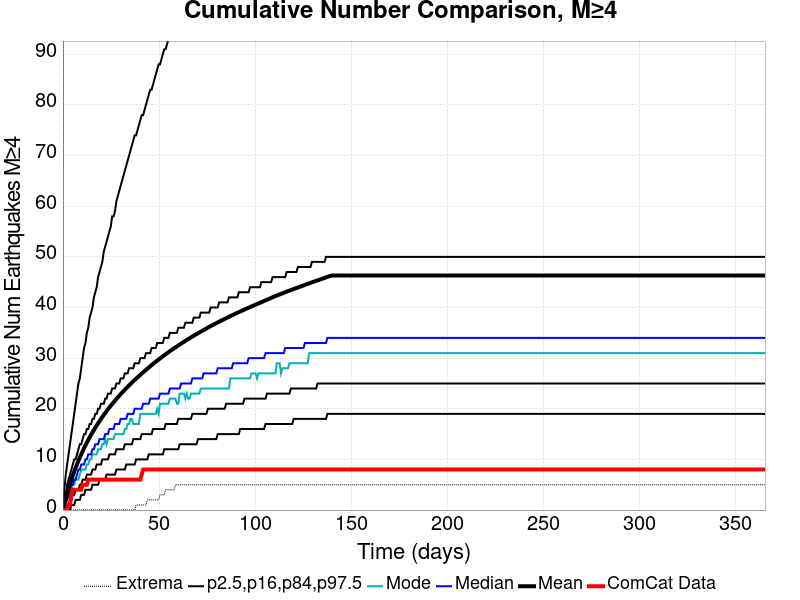 Cumulative Number Comparison, M≥4
Cumulative Num Earthquakes M≥4
90
80
70
60
50
40
30
20
10
0
0 50 100 150 200 250 300 350
Time (days)
Extrema p2.5,p16,p84,p97.5 Mode Median Mean ComCat Data